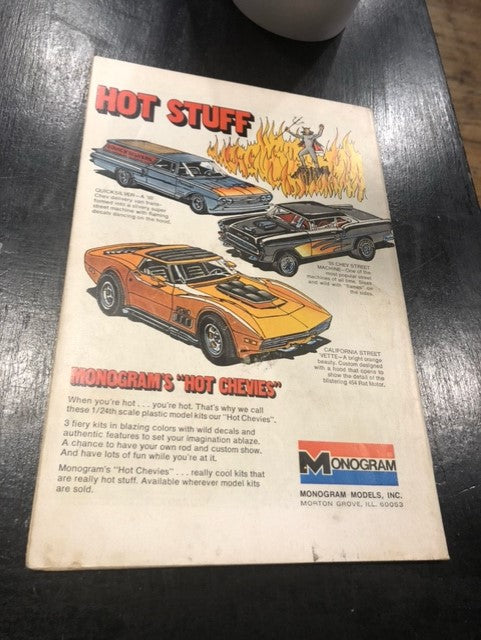 HOT STUFF
QUICKSILVER—A '60
Chev delivery van trans-
formed into a silvery super
street machine with flaming
decals dancing on the hood.
'55 CHEV STREET
MACHINE—One of the
most popular street
machines of all time. Sleek
and wild with "flames" on
the sides.
CALIFORNIA STREET
VETTE—A bright orange
beauty. Custom designed
with a hood that opens to
show the detail of the
blistering 454 Rat Motor.
MONOGRAM'S "HOT CHEVIES"
When you're hot . . . you're hot. That's why we call
these 1/24th scale plastic model kits our "Hot Chevies".
3 fiery kits in blazing colors with wild decals and
authentic features to set your imagination ablaze.
A chance to have your own rod and custom show.
And have lots of fun while you're at it.
Monogram's "Hot Chevies" . . . really cool kits that
are really hot stuff. Available wherever model kits
are sold.
MONOGRAM
MONOGRAM MODELS, INC.
MORTON GROVE, ILL. 60053